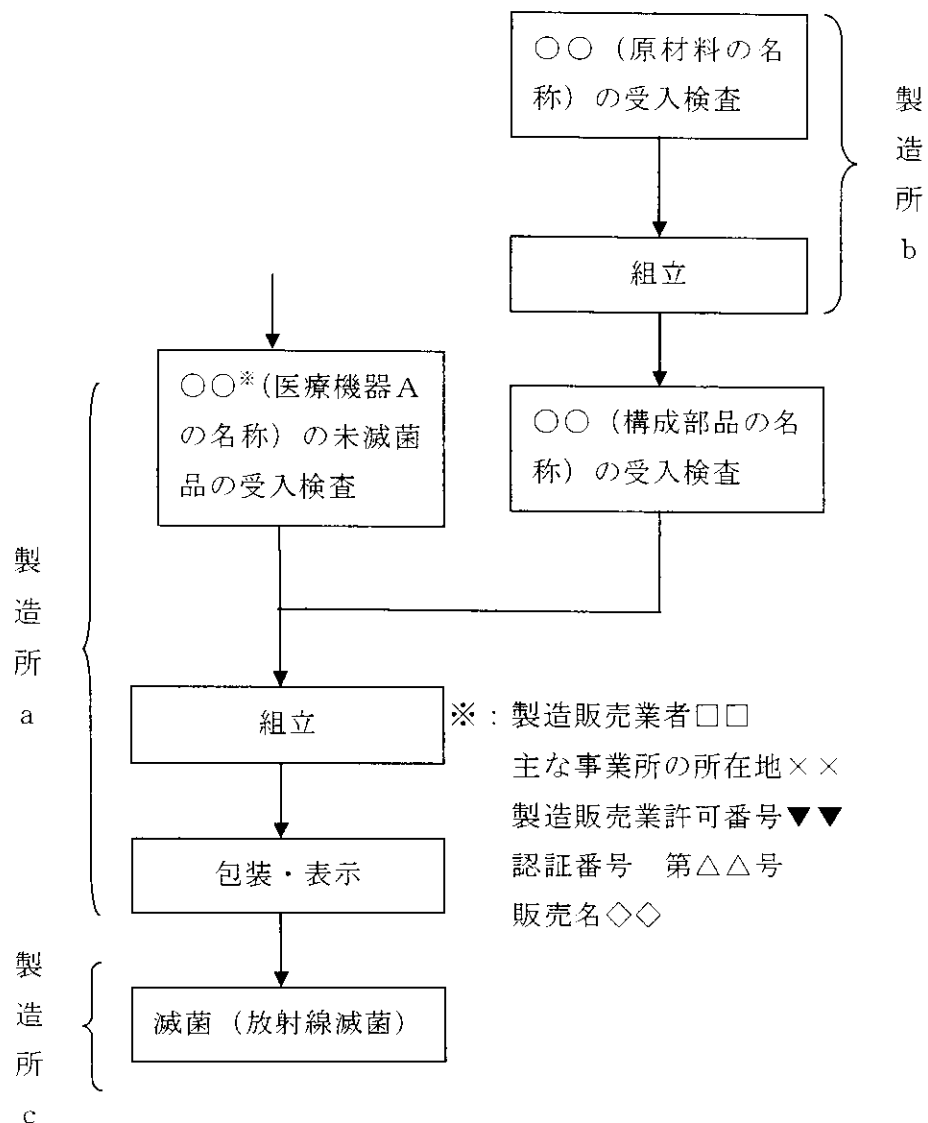 ○○（原材料の名
称）の受入検査
製造所b
組立
○○※(医療機器A
の名称）の未滅菌
品の受入検査
○○（構成部品の名
称）の受入検査
製造所a
組立
※：製造販売業者□□
主な事業所の所在地××
製造販売業許可番号▼▼
認証番号　第△△号
販売名◇◇
包装・表示
製造所c
滅菌（放射線滅菌）